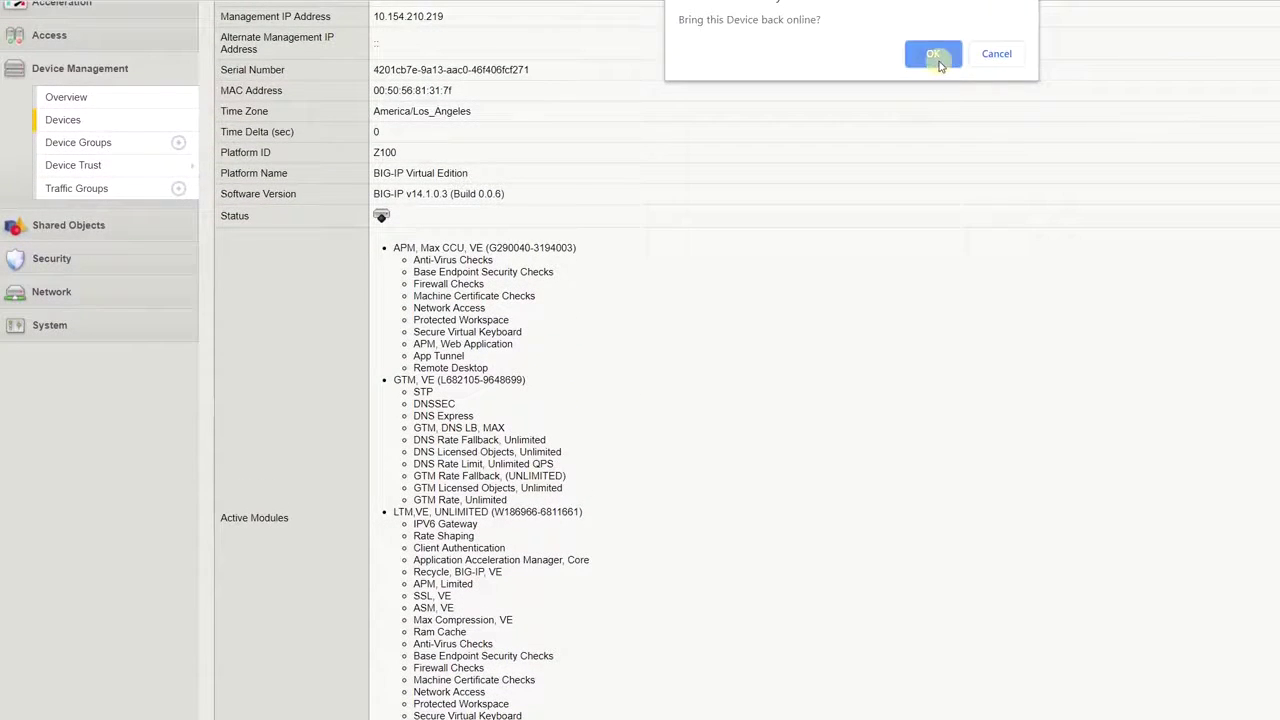 Acceleration
Access
Device Management
Overview
Devices
Device Groups
Device Trust
Traffic Groups
Shared Objects
Security
Network
System
Management IP Address 10.154.210.219
Alternate Management IP
Address ::
Serial Number 4201cb7e-9a13-aac0-46f406fcf271
MAC Address 00:50:56:81:31:7f
Time Zone America/Los_Angeles
Time Delta (sec) 0
Platform ID Z100
Platform Name BIG-IP Virtual Edition
Software Version BIG-IP v14.1.0.3 (Build 0.0.6)
Status
Active Modules
APM, Max CCU, VE (G290040-3194003)
Anti-Virus Checks
Base Endpoint Security Checks
Firewall Checks
Machine Certificate Checks
Network Access
Protected Workspace
Secure Virtual Keyboard
APM, Web Application
App Tunnel
Remote Desktop
GTM, VE (L682105-9648699)
STP
DNSSEC
DNS Express
GTM, DNS LB, MAX
DNS Rate Fallback, Unlimited
DNS Licensed Objects, Unlimited
DNS Rate Limit, Unlimited QPS
GTM Rate Fallback, (UNLIMITED)
GTM Licensed Objects, Unlimited
GTM Rate, Unlimited
LTM,VE, UNLIMITED (W186966-6811661)
IPV6 Gateway
Rate Shaping
Client Authentication
Application Acceleration Manager, Core
Recycle, BIG-IP, VE
APM, Limited
SSL, VE
ASM, VE
Max Compression, VE
Ram Cache
Anti-Virus Checks
Base Endpoint Security Checks
Firewall Checks
Machine Certificate Checks
Network Access
Protected Workspace
Secure Virtual Keyboard
Bring this Device back online?
OK
Cancel